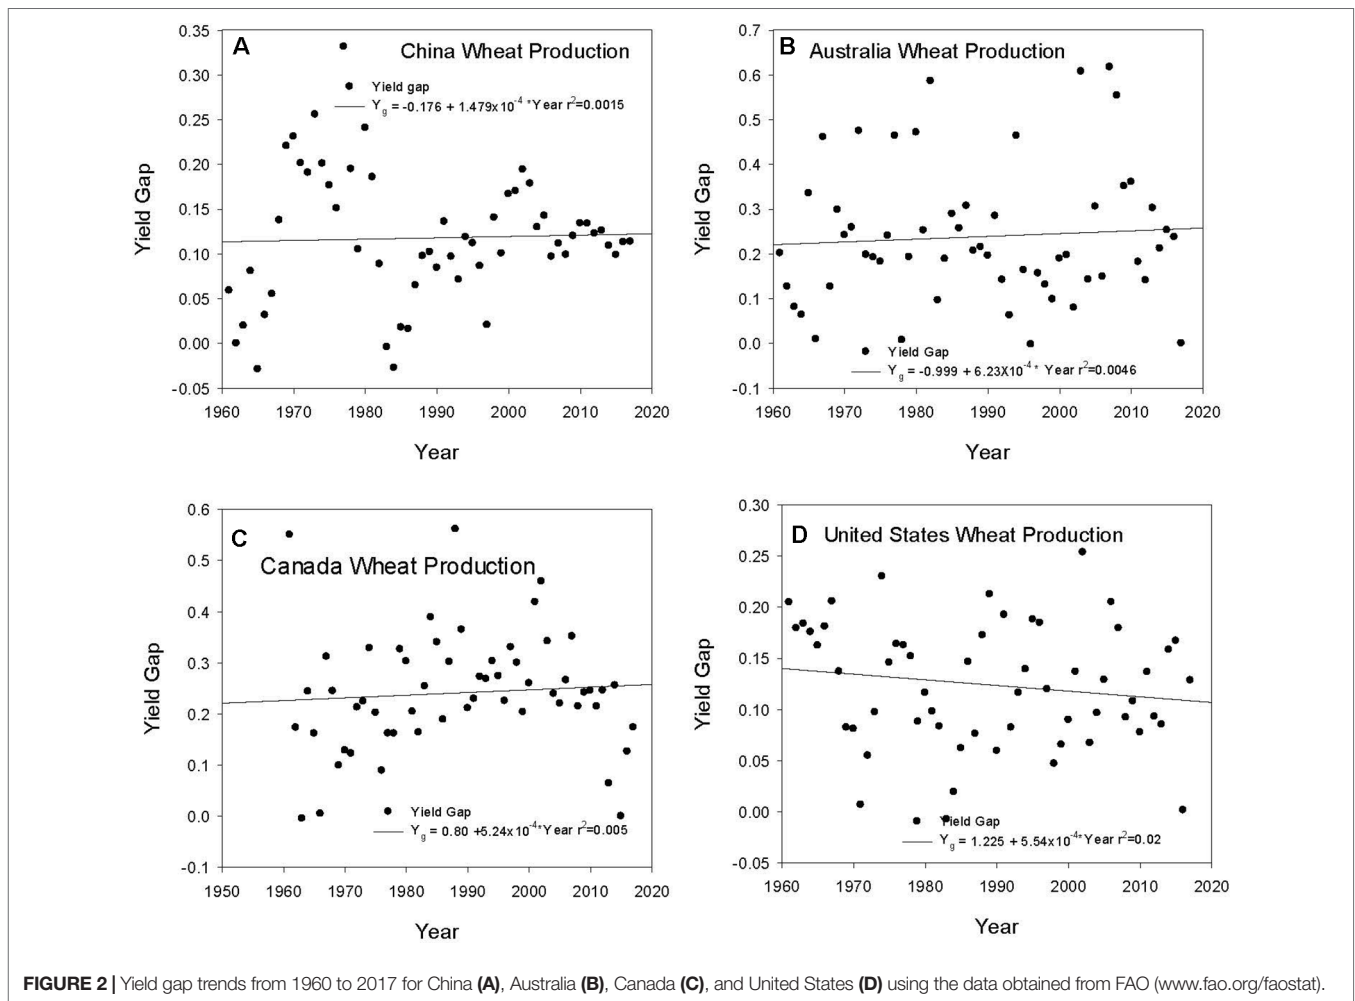 A China Wheat Production
Yield gap
Yg = -0.176 + 1.479x10-4 *Year r2=0.0015
0.35
0.30
0.25
0.20
0.15
0.10
0.05
0.00
-0.05
Yield Gap
1960 1970 1980 1990 2000 2010 2020
Year
B Australia Wheat Production
0.7
0.6
0.5
0.4
0.3
0.2
0.1
0.0
-0.1
Yield Gap
Yield Gap
Yg = -0.999 + 6.23X10-4 * Year r2=0.0046
1960 1970 1980 1990 2000 2010 2020
Year
C
Canada Wheat Production
0.6
0.5
0.4
0.3
0.2
0.1
0.0
-0.1
Yield Gap
Yield Gap
Yg = 0.80 +5.24x10-4*Year r2=0.005
1950 1960 1970 1980 1990 2000 2010 2020
Year
D United States Wheat Production
0.30
0.25
0.20
0.15
0.10
0.05
0.00
-0.05
Yield Gap
Yield Gap
Yg = 1.225 + 5.54x10-4*Year r2=0.02
1960 1970 1980 1990 2000 2010 2020
Year
FIGURE 2 | Yield gap trends from 1960 to 2017 for China (A), Australia (B), Canada (C), and United States (D) using the data obtained from FAO (www.fao.org/faostat).